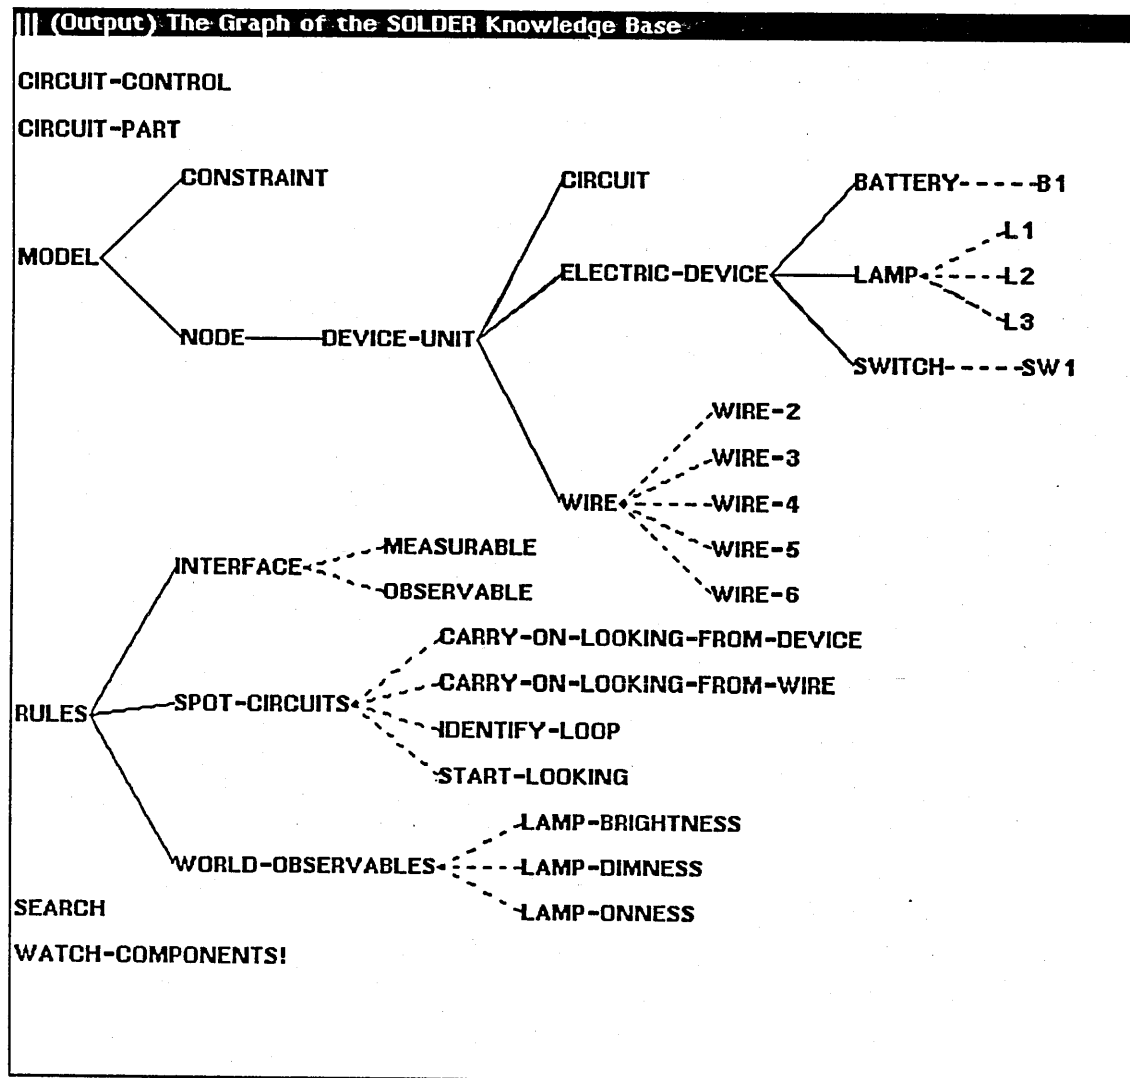 ||| (Output) The Graph of the SOLDER Knowledge Base
CIRCUIT-CONTROL
CIRCUIT-PART
CONSTRAINT
CIRCUIT
BATTERY-----B1
L1
MODEL
ELECTRIC-DEVICE
LAMP
L2
L3
NODE
DEVICE-UNIT
SWITCH-----SW1
WIRE-2
WIRE-3
WIRE
WIRE-4
WIRE-5
WIRE-6
INTERFACE
MEASURABLE
OBSERVABLE
CARRY-ON-LOOKING-FROM-DEVICE
CARRY-ON-LOOKING-FROM-WIRE
RULES
SPOT-CIRCUITS
IDENTIFY-LOOP
START-LOOKING
LAMP-BRIGHTNESS
WORLD-OBSERVABLES
LAMP-DIMNESS
LAMP-ONNESS
SEARCH
WATCH-COMPONENTS!